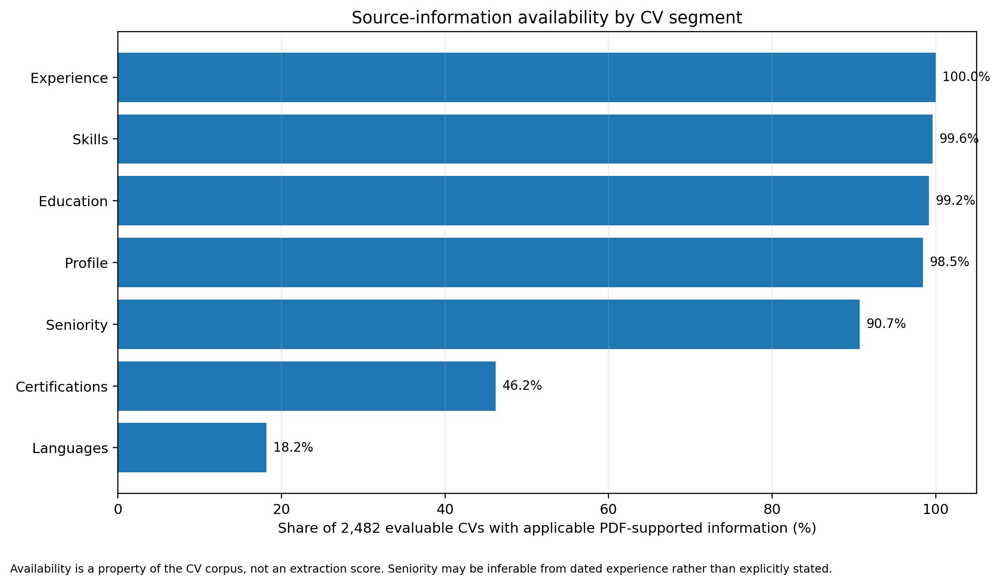 Source-information availability by CV segment
Experience 100.0%
Skills 99.6%
Education 99.2%
Profile 98.5%
Seniority 90.7%
Certifications 46.2%
Languages 18.2%
0 20 40 60 80 100
Share of 2,482 evaluable CVs with applicable PDF-supported information (%)
Availability is a property of the CV corpus, not an extraction score. Seniority may be inferable from dated experience rather than explicitly stated.